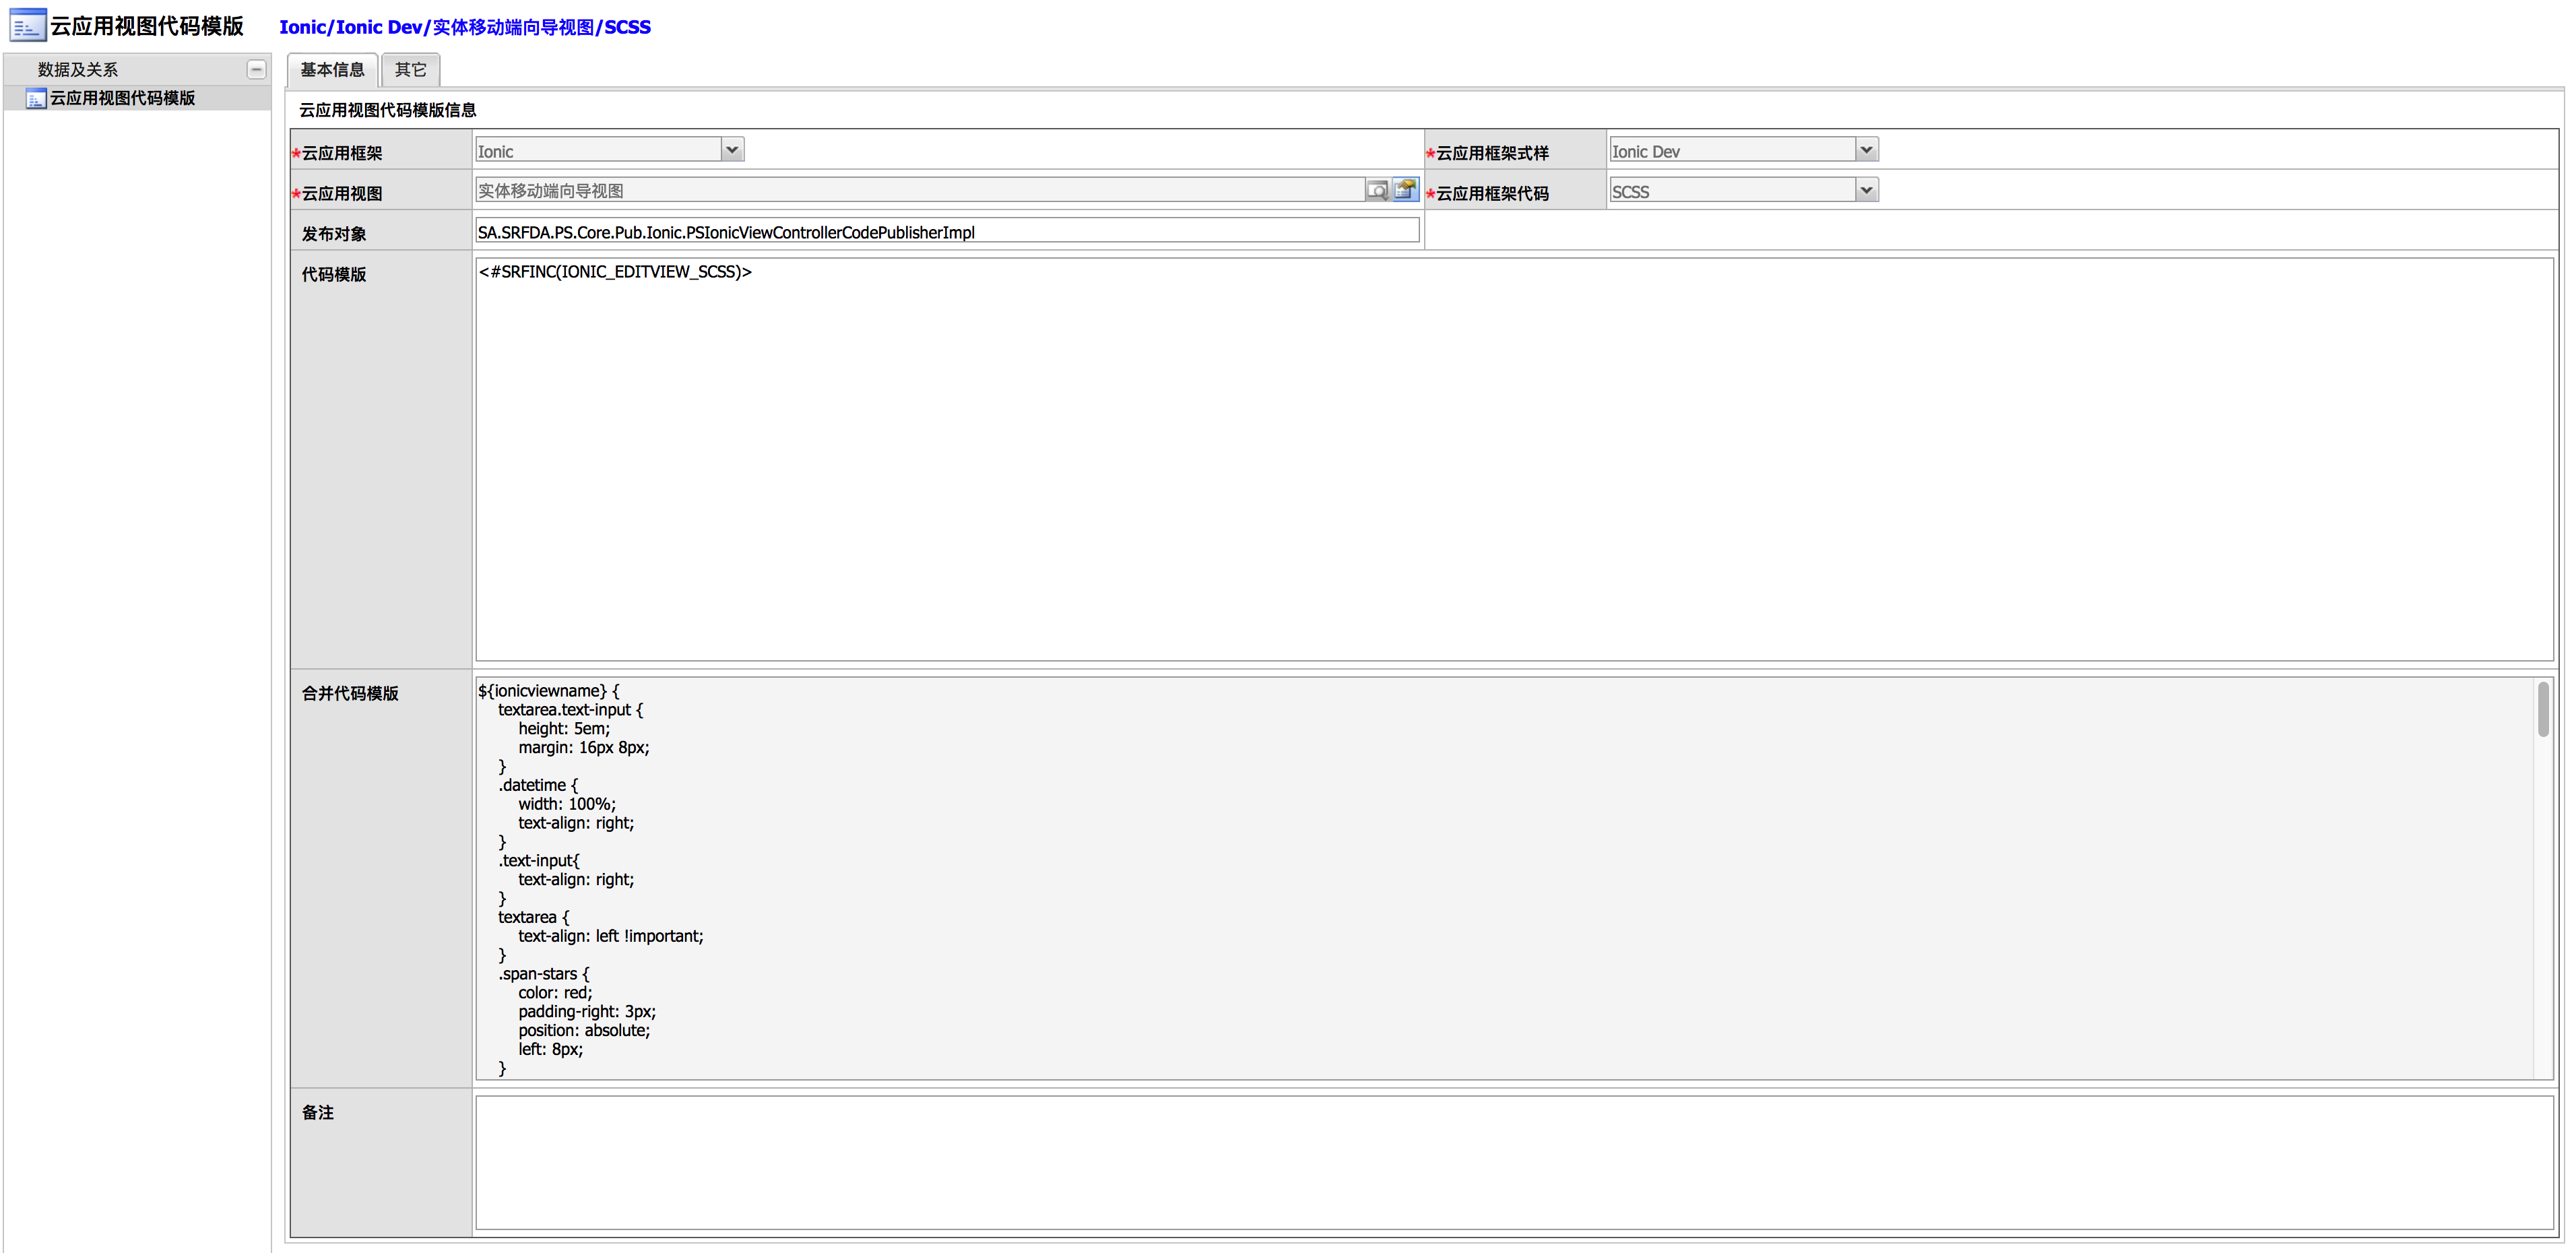 云应用视图代码模版
Ionic/Ionic Dev/实体移动端向导视图/SCSS
数据及关系
云应用视图代码模版
基本信息
其它
云应用视图代码模版信息
*云应用框架
Ionic
*云应用框架式样
Ionic Dev
*云应用视图
实体移动端向导视图
*云应用框架代码
SCSS
发布对象
SA.SRFDA.PS.Core.Pub.Ionic.PSIonicViewControllerCodePublisherImpl
代码模版
<#SRFINC(IONIC_EDITVIEW_SCSS)>
合并代码模版
${ionicviewname} {
textarea.text-input {
height: 5em;
margin: 16px 8px;
}
.datetime {
width: 100%;
text-align: right;
}
.text-input{
text-align: right;
}
textarea {
text-align: left !important;
}
.span-stars {
color: red;
padding-right: 3px;
position: absolute;
left: 8px;
}
备注